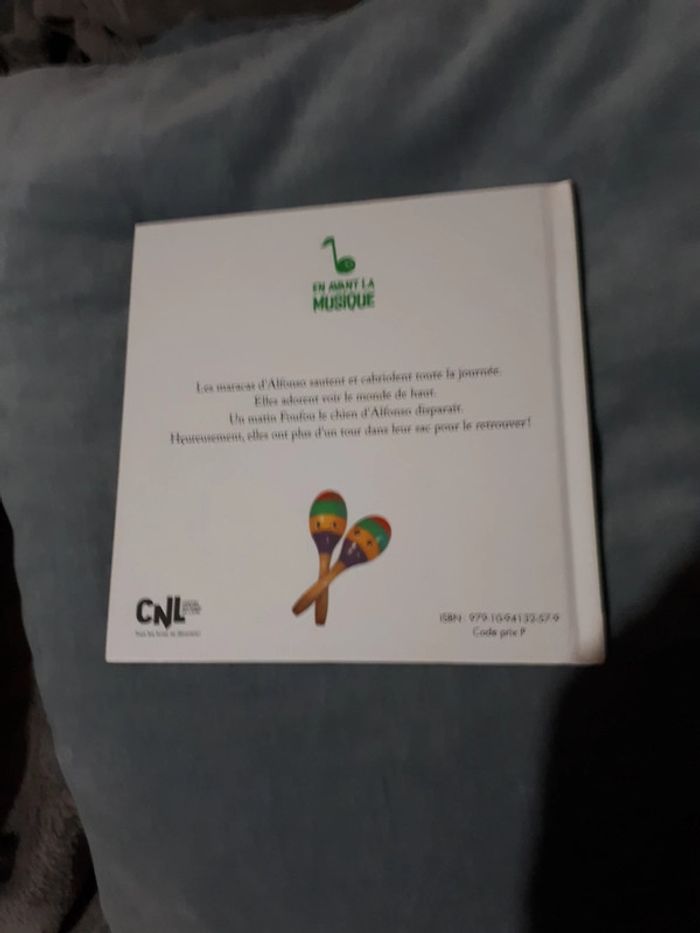 EN AVANT LA
MUSIQUE
Les maracas d'Alfonso sautent et cabriolent toute la journée.
Elles adorent voir le monde de haut.
Un matin Foufou le chien d'Alfonso disparaît.
Heureusement, elles ont plus d'un tour dans leur sac pour le retrouver!
CNL
ISBN : 979-10-94132-57-9
Code prix P